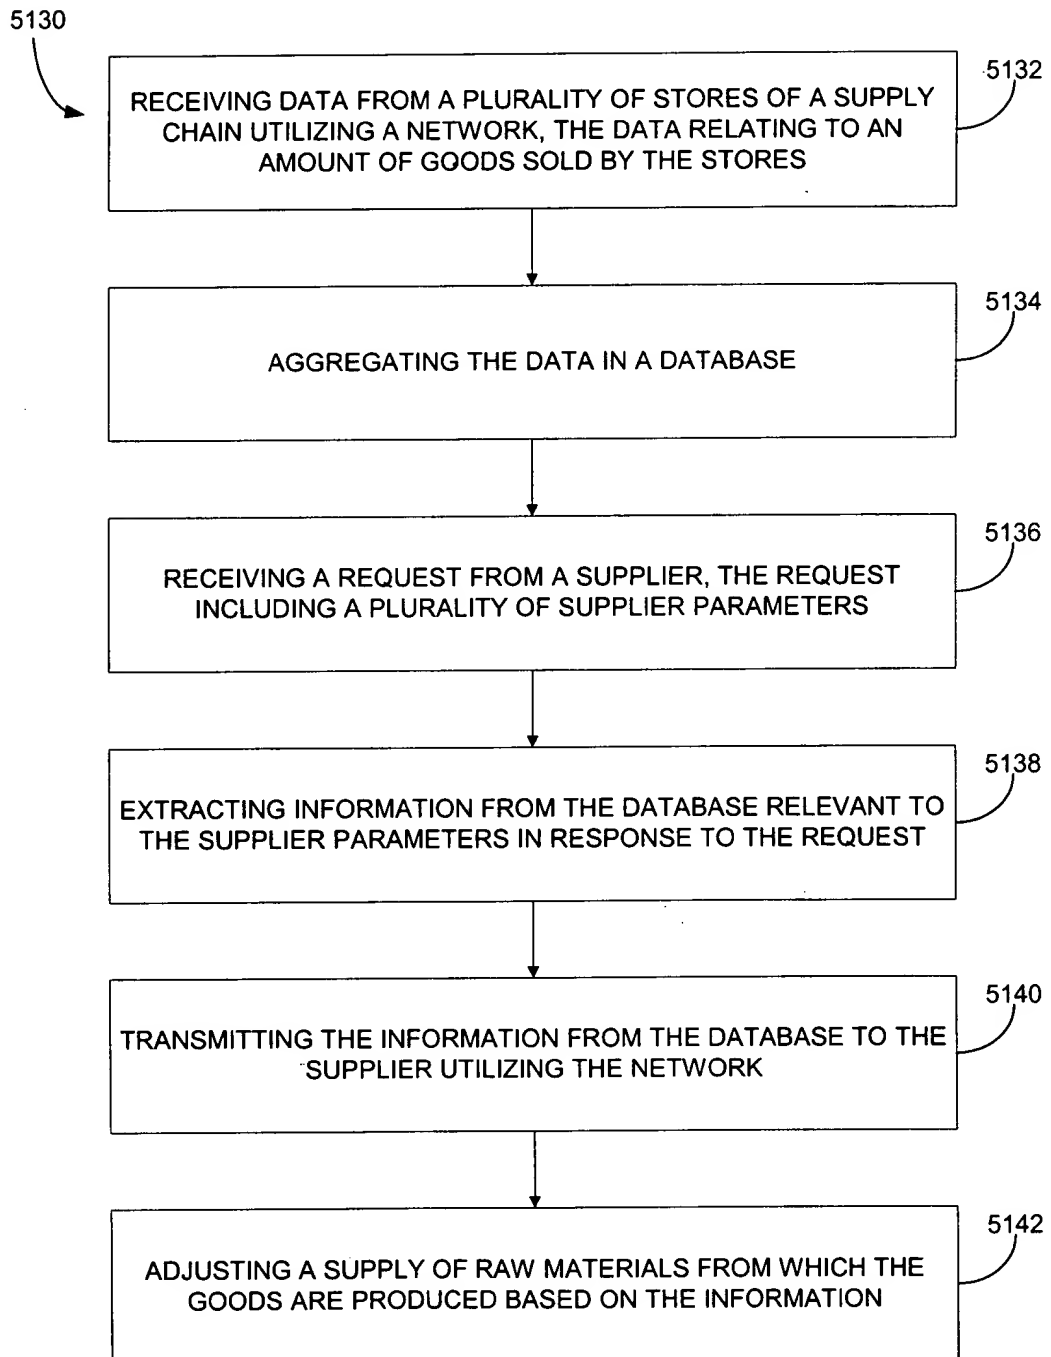 5130
5132
RECEIVING DATA FROM A PLURALITY OF STORES OF A SUPPLY
CHAIN UTILIZING A NETWORK, THE DATA RELATING TO AN
AMOUNT OF GOODS SOLD BY THE STORES
5134
AGGREGATING THE DATA IN A DATABASE
5136
RECEIVING A REQUEST FROM A SUPPLIER, THE REQUEST
INCLUDING A PLURALITY OF SUPPLIER PARAMETERS
5138
EXTRACTING INFORMATION FROM THE DATABASE RELEVANT TO
THE SUPPLIER PARAMETERS IN RESPONSE TO THE REQUEST
5140
TRANSMITTING THE INFORMATION FROM THE DATABASE TO THE
SUPPLIER UTILIZING THE NETWORK
5142
ADJUSTING A SUPPLY OF RAW MATERIALS FROM WHICH THE
GOODS ARE PRODUCED BASED ON THE INFORMATION